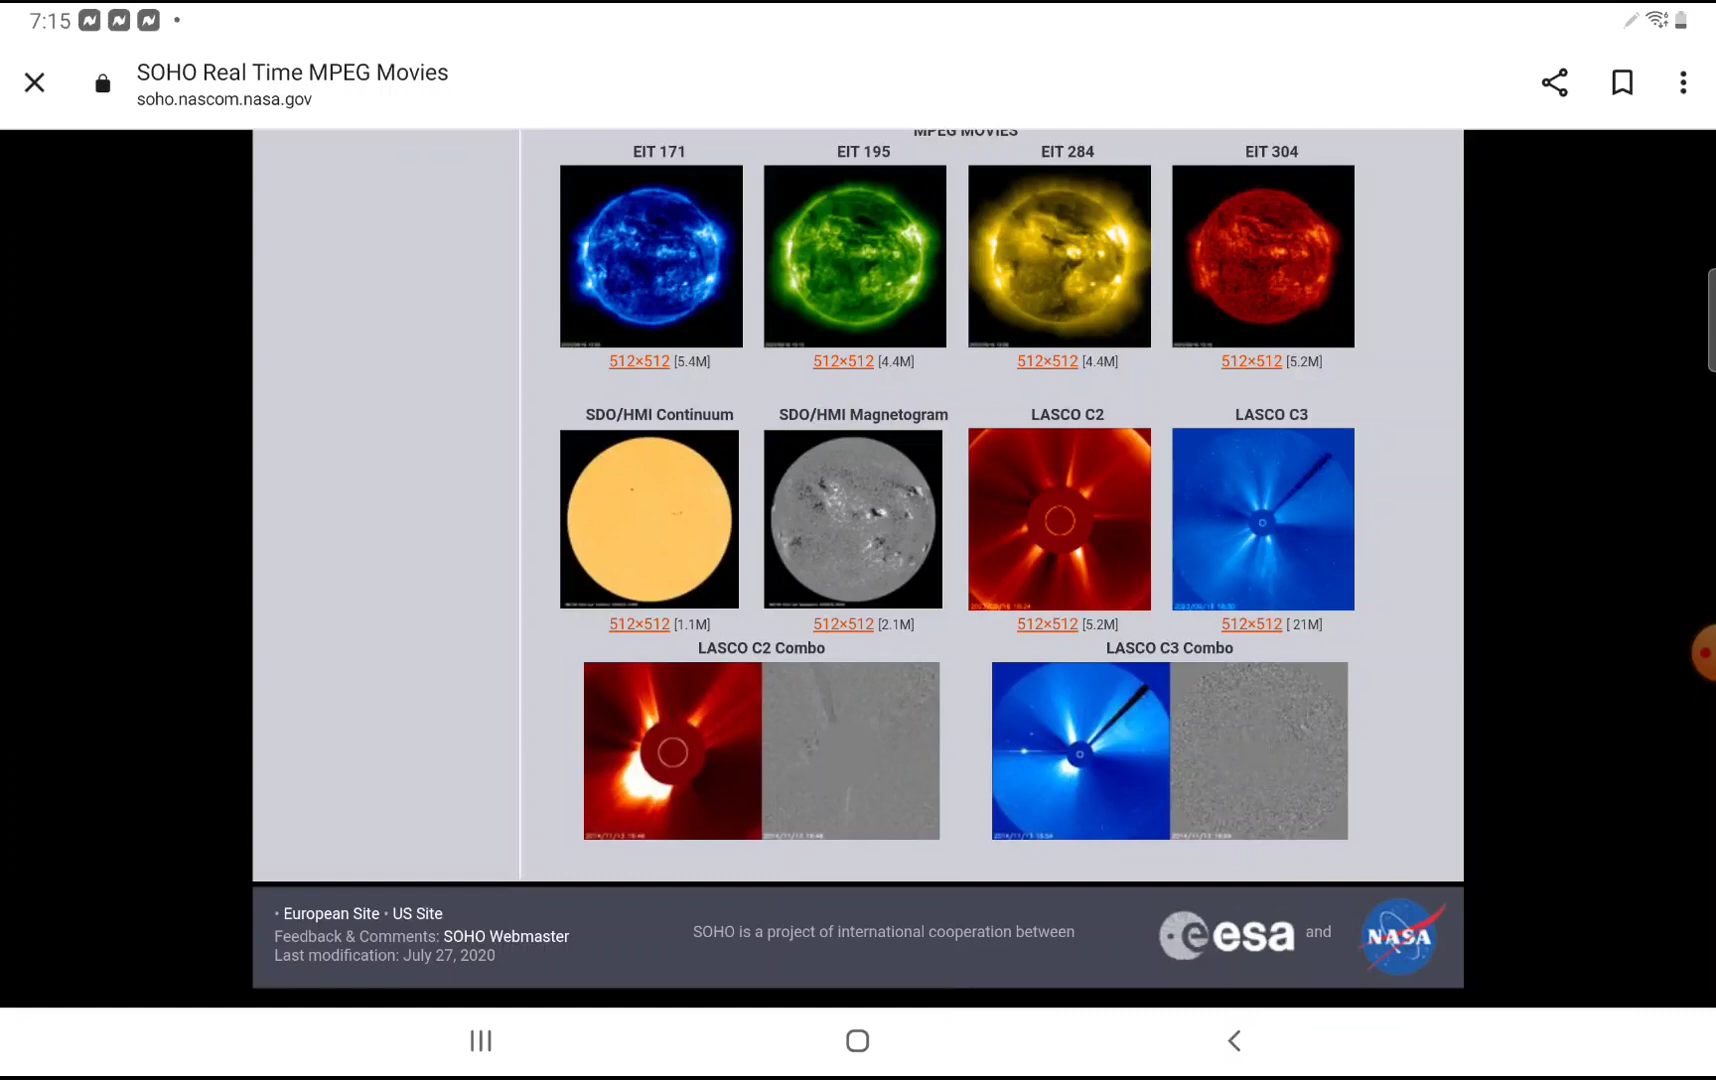 7:15
SOHO Real Time MPEG Movies
soho.nascom.nasa.gov
MPEG MOVIES
EIT 171 EIT 195 EIT 284 EIT 304
512×512 [5.4M] 512×512 [4.4M] 512×512 [4.4M] 512×512 [5.2M]
SDO/HMI Continuum SDO/HMI Magnetogram LASCO C2 LASCO C3
512×512 [1.1M] 512×512 [2.1M] 512×512 [5.2M] 512×512 [ 21M]
LASCO C2 Combo LASCO C3 Combo
• European Site • US Site
Feedback & Comments: SOHO Webmaster
Last modification: July 27, 2020
SOHO is a project of international cooperation between
esa and NASA